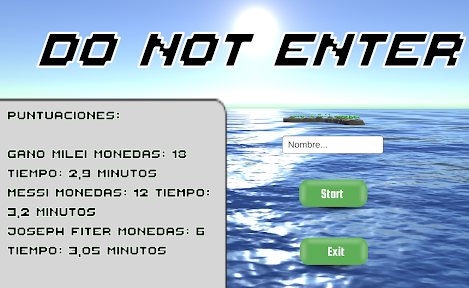 DO NOT ENTER
PUNTUACIONES:
GANO MILEI MONEDAS: 13
TIEMPO: 2,9 MINUTOS
MESSI MONEDAS: 12 TIEMPO:
3,2 MINUTOS
JOSEPH FITER MONEDAS: 6
TIEMPO: 3,05 MINUTOS
Nombre...
Start
Exit